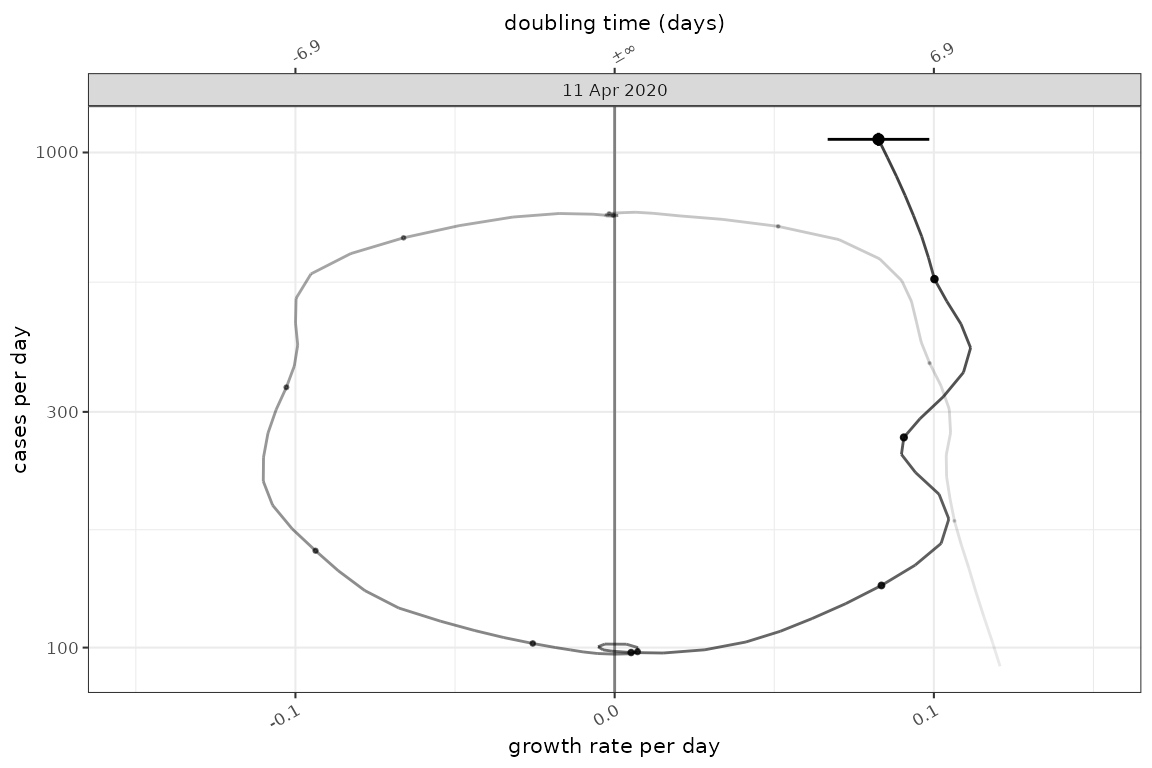 doubling time (days)
-6.9
±∞
6.9
11 Apr 2020
1000
300
100
cases per day
-0.1
0.0
0.1
growth rate per day